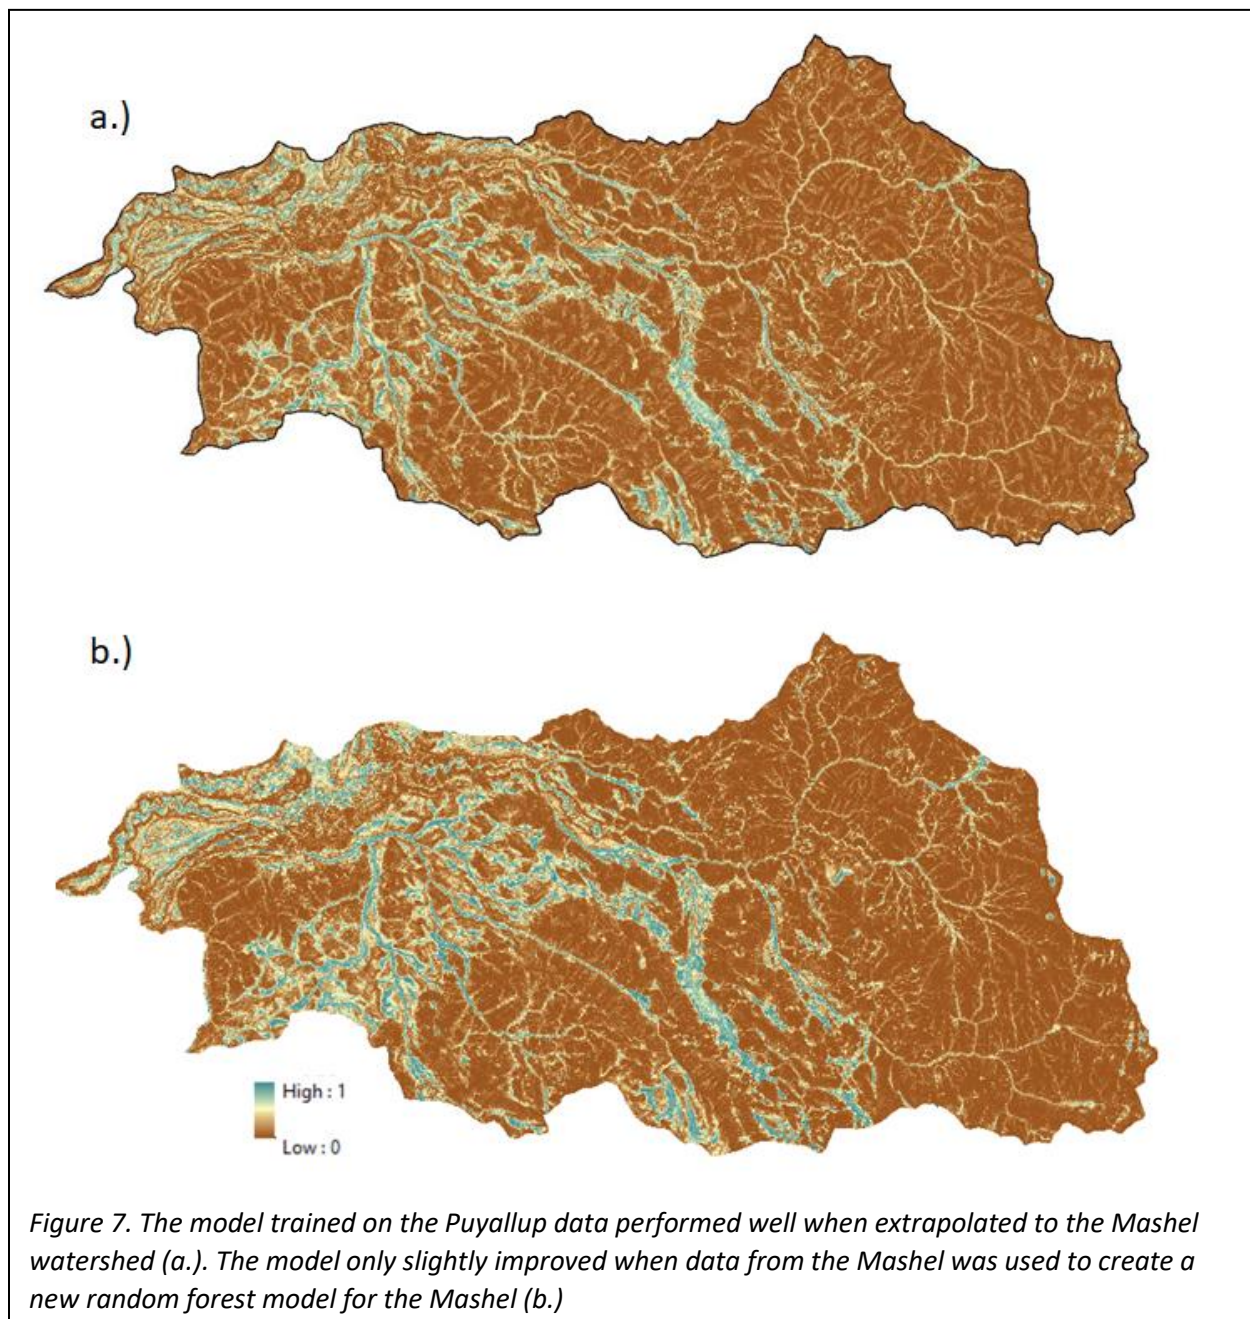 a.)
b.)
High : 1
Low : 0
Figure 7. The model trained on the Puyallup data performed well when extrapolated to the Mashel
watershed (a.). The model only slightly improved when data from the Mashel was used to create a
new random forest model for the Mashel (b.)